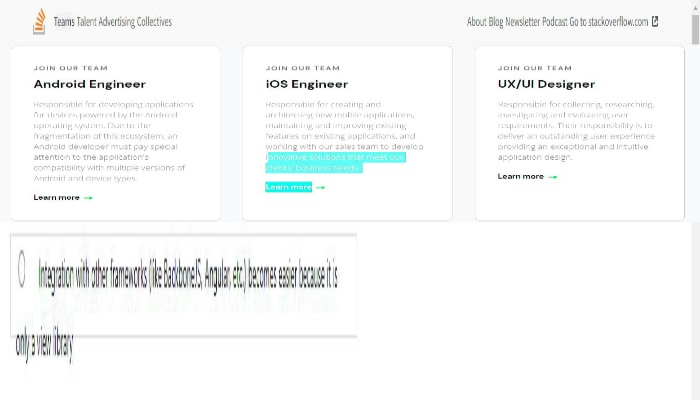 Teams Talent Advertising Collectives
About Blog Newsletter Podcast Go to stackoverflow.com
JOIN OUR TEAM
Android Engineer
Responsible for developing applications
for devices powered by the Android
operating system. Due to the
fragmentation of this ecosystem, an
Android developer must pay special
attention to the application's
compatibility with multiple versions of
Android and device types.
Learn more
JOIN OUR TEAM
iOS Engineer
Responsible for creating and
architecting new mobile applications,
maintaining and improving existing
features on multiple applications, and
working with our sales team to develop
innovative solutions that meet our
clients' business needs.
Learn more
JOIN OUR TEAM
UX/UI Designer
Responsible for collecting, researching,
investigating and evaluating user
requirements. Their responsibility is to
deliver an outstanding user experience
providing an exceptional and intuitive
application design.
Learn more
Integration with other frameworks (like BackboneJS, Angular, etc.) becomes easier because it is
only a view library